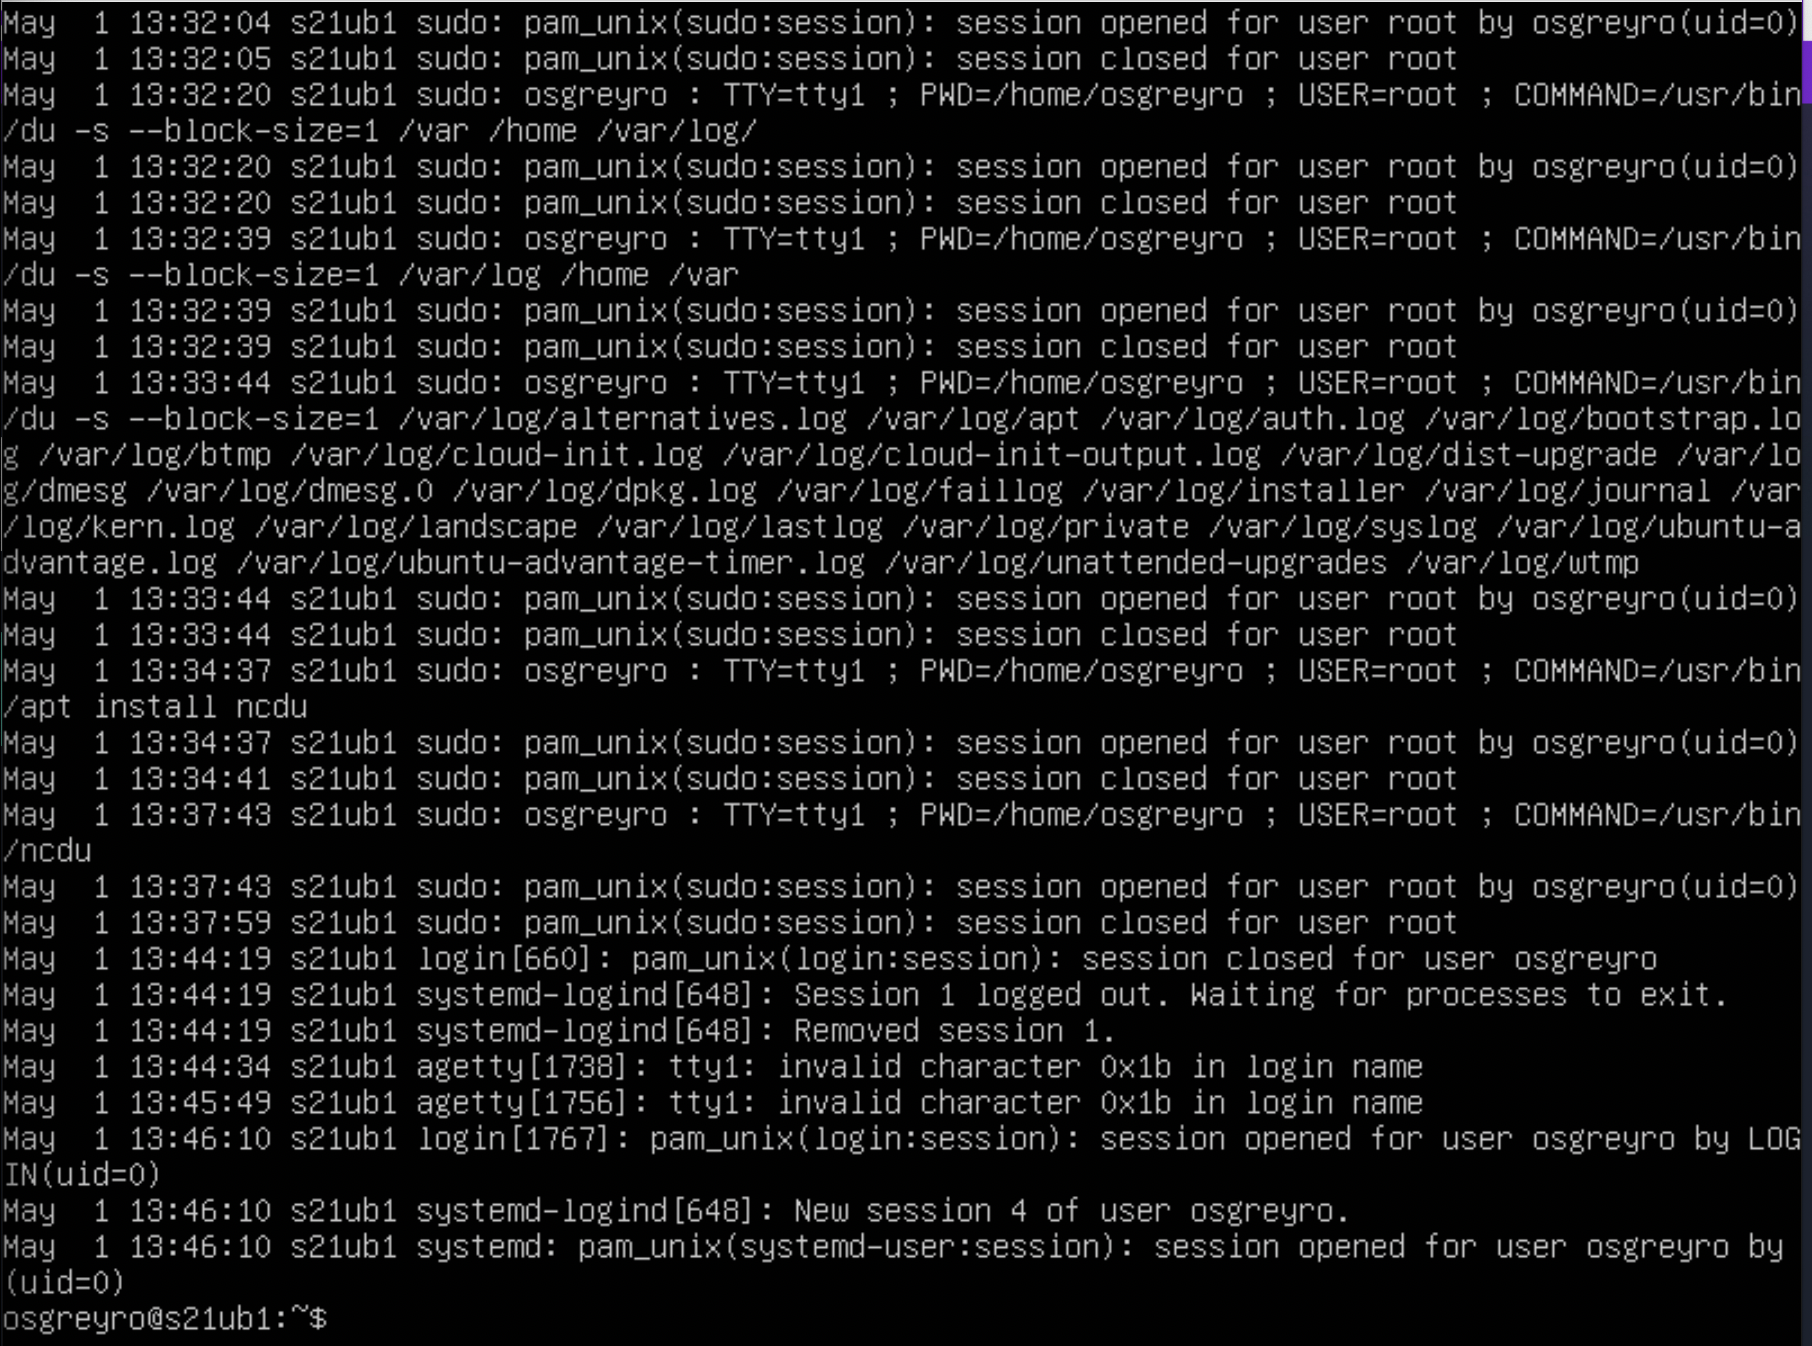 May  1 13:32:04 s21ub1 sudo: pam_unix(sudo:session): session opened for user root by osgreyro(uid=0)
May  1 13:32:05 s21ub1 sudo: pam_unix(sudo:session): session closed for user root
May  1 13:32:20 s21ub1 sudo: osgreyro : TTY=tty1 ; PWD=/home/osgreyro ; USER=root ; COMMAND=/usr/bin
/du -s --block-size=1 /var /home /var/log/
May  1 13:32:20 s21ub1 sudo: pam_unix(sudo:session): session opened for user root by osgreyro(uid=0)
May  1 13:32:20 s21ub1 sudo: pam_unix(sudo:session): session closed for user root
May  1 13:32:39 s21ub1 sudo: osgreyro : TTY=tty1 ; PWD=/home/osgreyro ; USER=root ; COMMAND=/usr/bin
/du -s --block-size=1 /var/log /home /var
May  1 13:32:39 s21ub1 sudo: pam_unix(sudo:session): session opened for user root by osgreyro(uid=0)
May  1 13:32:39 s21ub1 sudo: pam_unix(sudo:session): session closed for user root
May  1 13:33:44 s21ub1 sudo: osgreyro : TTY=tty1 ; PWD=/home/osgreyro ; USER=root ; COMMAND=/usr/bin
/du -s --block-size=1 /var/log/alternatives.log /var/log/apt /var/log/auth.log /var/log/bootstrap.lo
g /var/log/btmp /var/log/cloud-init.log /var/log/cloud-init-output.log /var/log/dist-upgrade /var/lo
g/dmesg /var/log/dmesg.0 /var/log/dpkg.log /var/log/faillog /var/log/installer /var/log/journal /var
/log/kern.log /var/log/landscape /var/log/lastlog /var/log/private /var/log/syslog /var/log/ubuntu-a
dvantage.log /var/log/ubuntu-advantage-timer.log /var/log/unattended-upgrades /var/log/wtmp
May  1 13:33:44 s21ub1 sudo: pam_unix(sudo:session): session opened for user root by osgreyro(uid=0)
May  1 13:33:44 s21ub1 sudo: pam_unix(sudo:session): session closed for user root
May  1 13:34:37 s21ub1 sudo: osgreyro : TTY=tty1 ; PWD=/home/osgreyro ; USER=root ; COMMAND=/usr/bin
/apt install ncdu
May  1 13:34:37 s21ub1 sudo: pam_unix(sudo:session): session opened for user root by osgreyro(uid=0)
May  1 13:34:41 s21ub1 sudo: pam_unix(sudo:session): session closed for user root
May  1 13:37:43 s21ub1 sudo: osgreyro : TTY=tty1 ; PWD=/home/osgreyro ; USER=root ; COMMAND=/usr/bin
/ncdu
May  1 13:37:43 s21ub1 sudo: pam_unix(sudo:session): session opened for user root by osgreyro(uid=0)
May  1 13:37:59 s21ub1 sudo: pam_unix(sudo:session): session closed for user root
May  1 13:44:19 s21ub1 login[660]: pam_unix(login:session): session closed for user osgreyro
May  1 13:44:19 s21ub1 systemd-logind[648]: Session 1 logged out. Waiting for processes to exit.
May  1 13:44:19 s21ub1 systemd-logind[648]: Removed session 1.
May  1 13:44:34 s21ub1 agetty[1738]: tty1: invalid character 0x1b in login name
May  1 13:45:49 s21ub1 agetty[1756]: tty1: invalid character 0x1b in login name
May  1 13:46:10 s21ub1 login[1767]: pam_unix(login:session): session opened for user osgreyro by LOG
IN(uid=0)
May  1 13:46:10 s21ub1 systemd-logind[648]: New session 4 of user osgreyro.
May  1 13:46:10 s21ub1 systemd: pam_unix(systemd-user:session): session opened for user osgreyro by
(uid=0)
osgreyro@s21ub1:~$